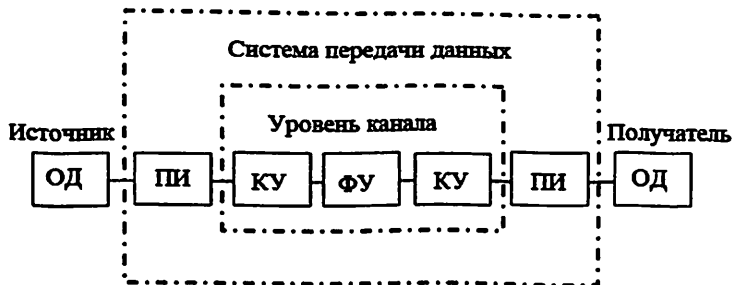 Система передачи данных
Уровень канала
Источник
Получатель
ОД
ПИ
КУ
ФУ
КУ
ПИ
ОД